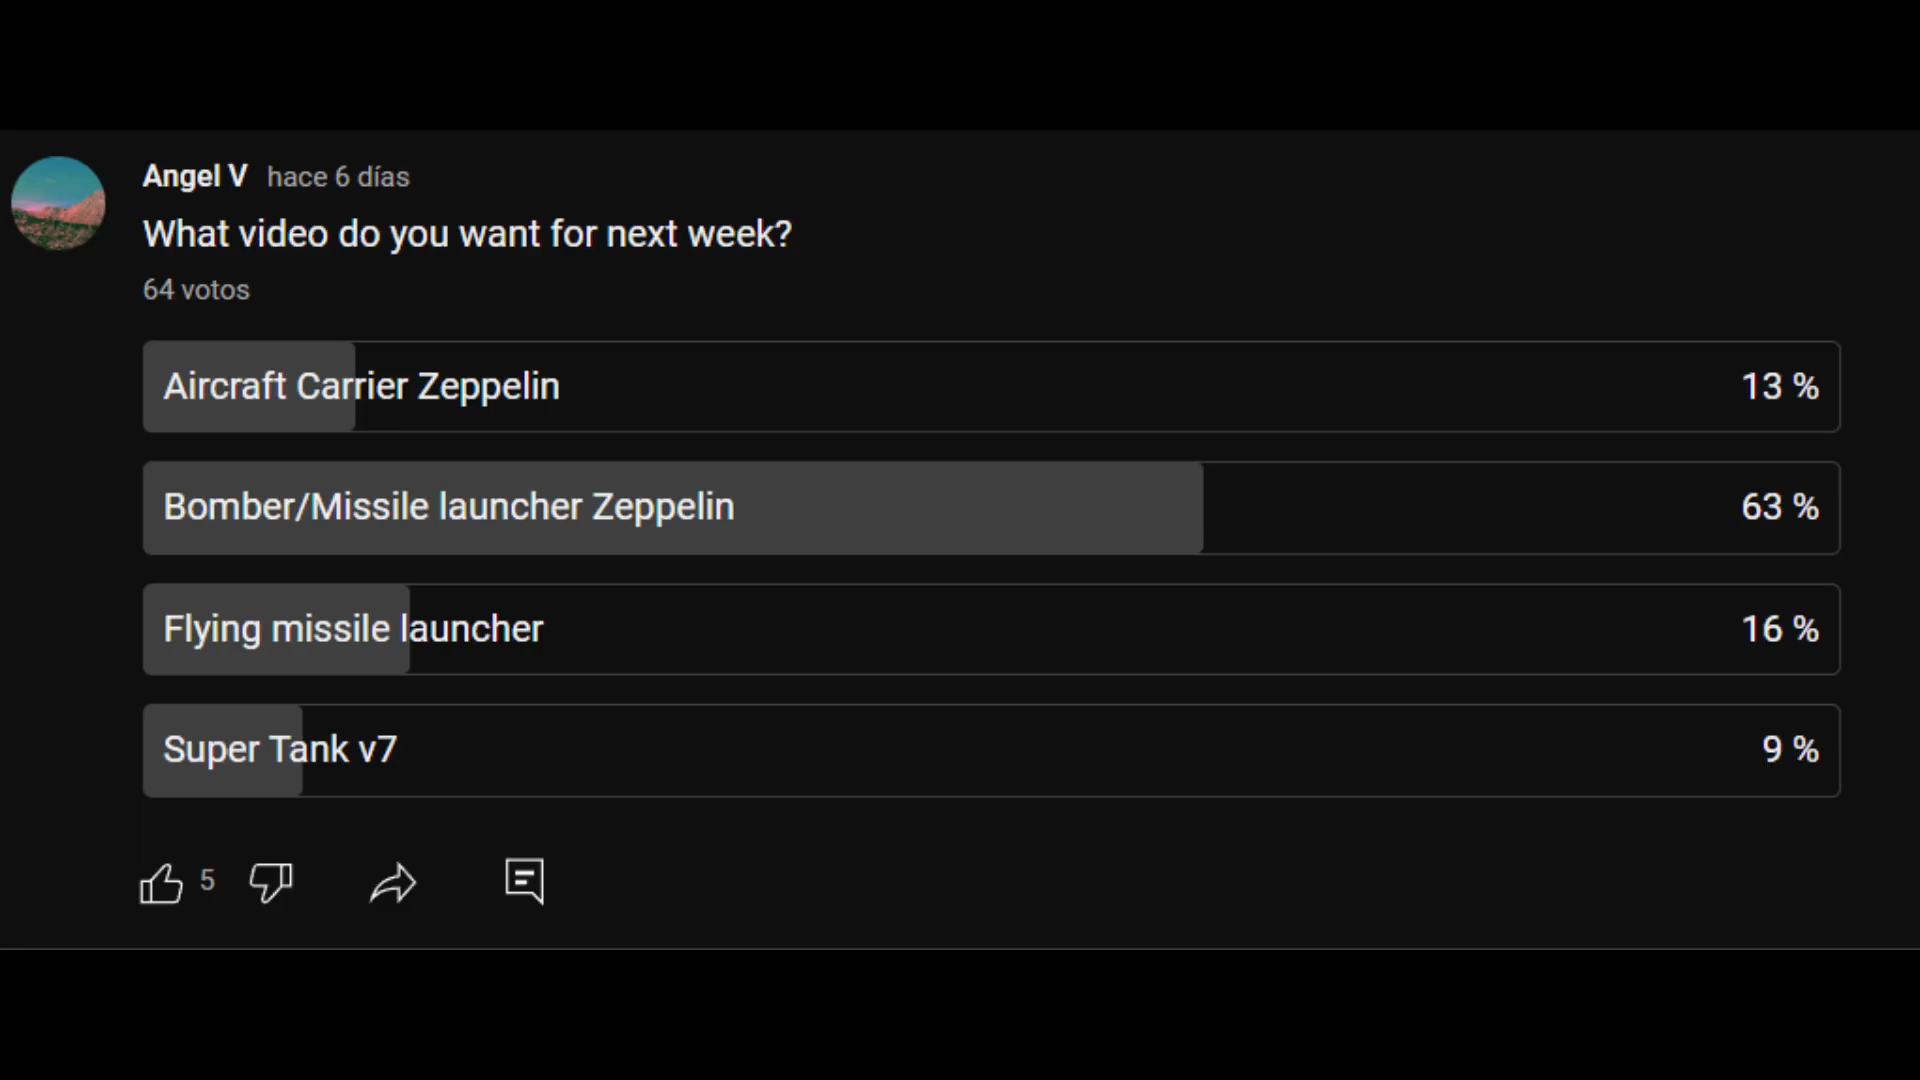 Angel V hace 6 días
What video do you want for next week?
64 votos
Aircraft Carrier Zeppelin 13 %
Bomber/Missile launcher Zeppelin 63 %
Flying missile launcher 16 %
Super Tank v7 9 %
5